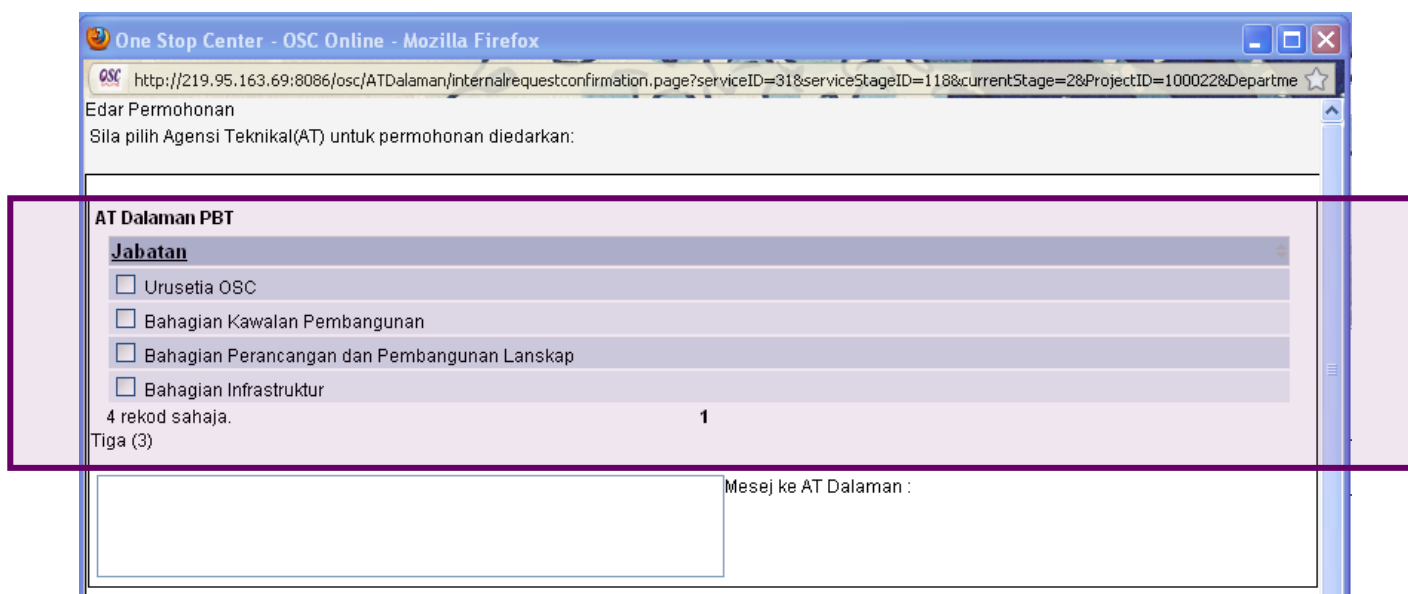 One Stop Center - OSC Online - Mozilla Firefox
OSC http://219.95.163.69:8086/osc/ATDalaman/internalrequestconfirmation.page?serviceID=31&serviceStageID=118&currentStage=2&ProjectID=100022&Departme
Edar Permohonan
Sila pilih Agensi Teknikal(AT) untuk permohonan diedarkan:
AT Dalaman PBT
Jabatan
Urusetia OSC
Bahagian Kawalan Pembangunan
Bahagian Perancangan dan Pembangunan Lanskap
Bahagian Infrastruktur
4 rekod sahaja. 1
Tiga (3)
Mesej ke AT Dalaman :